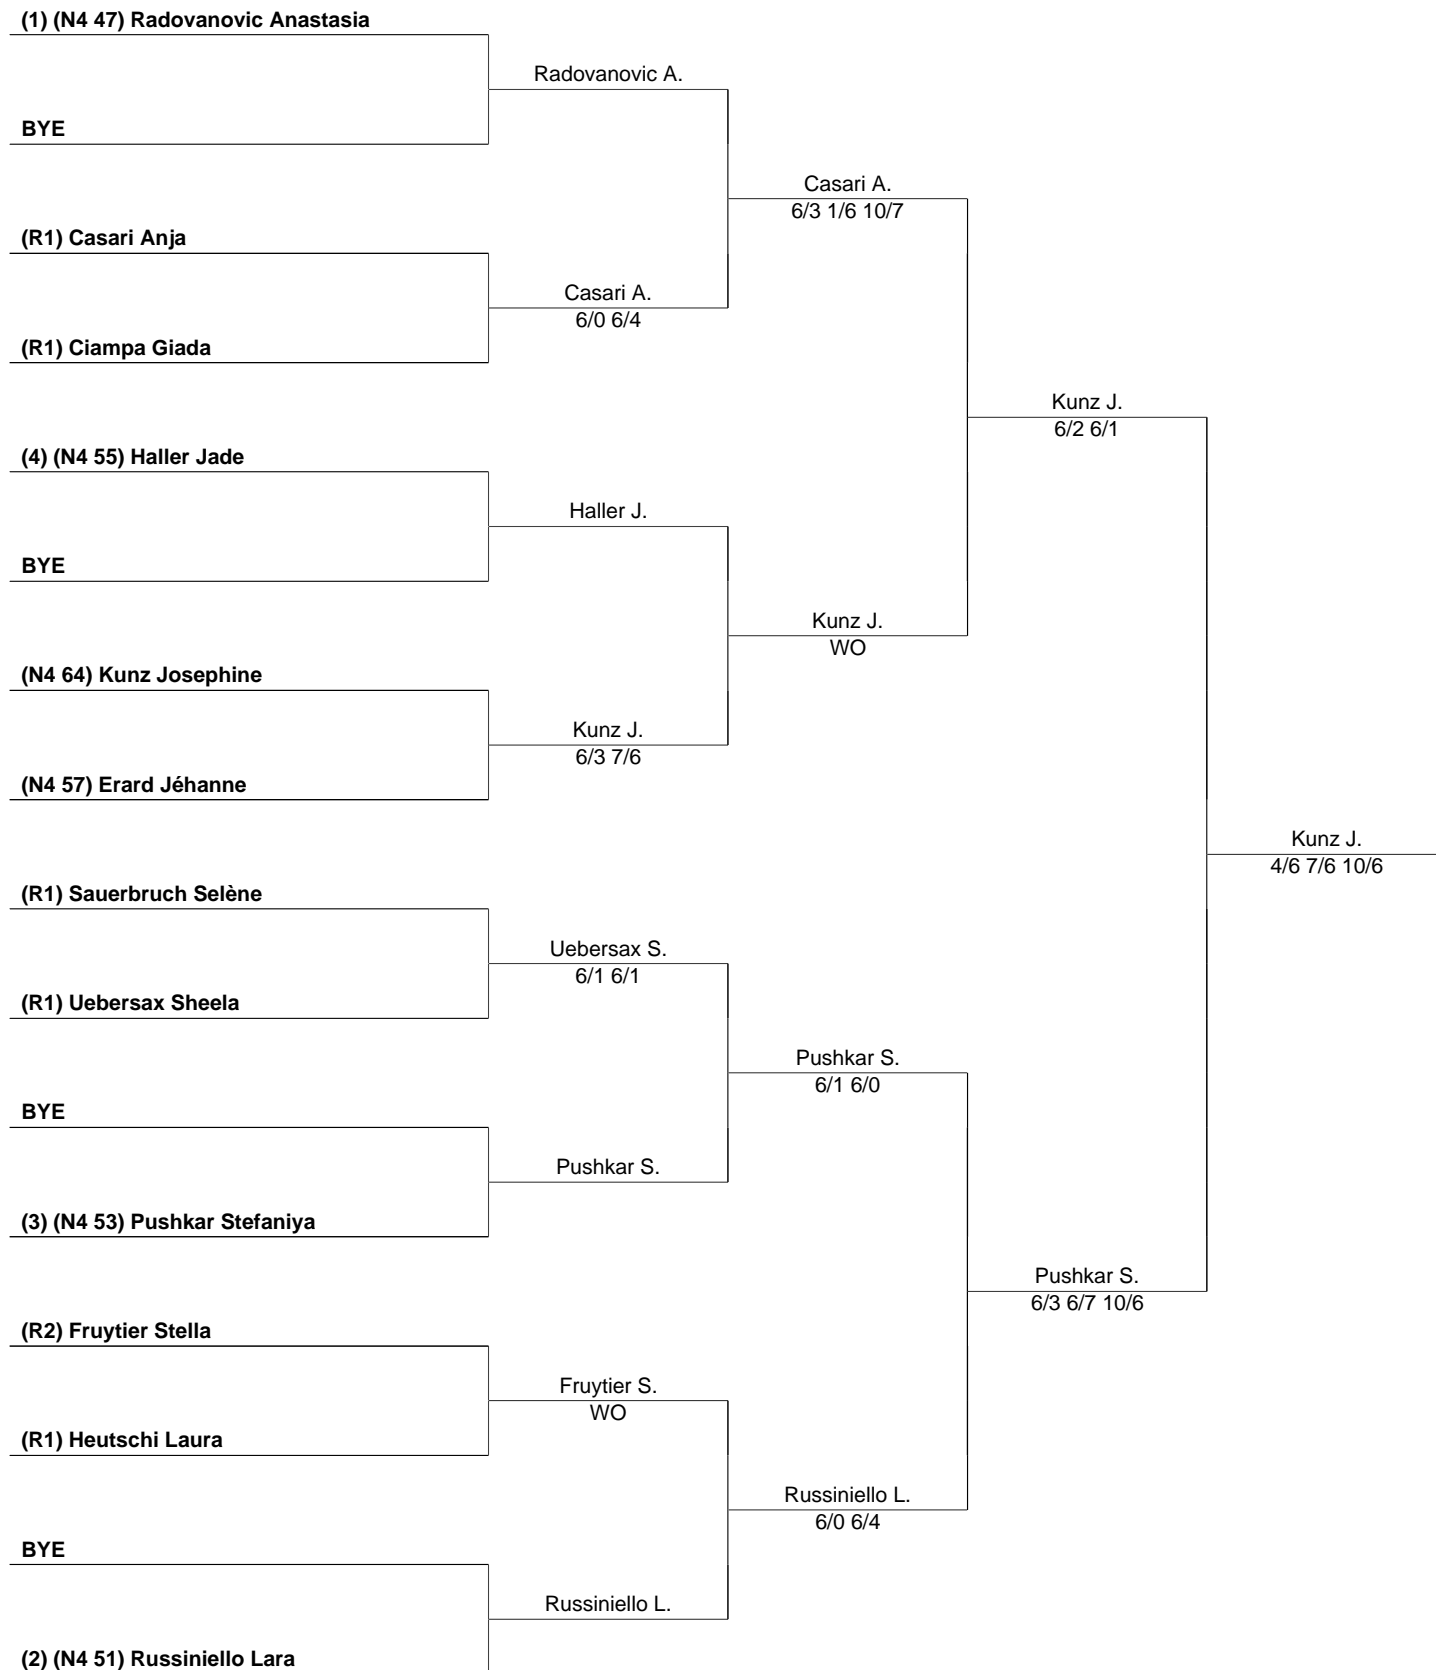 (1) (N4 47) Radovanovic Anastasia
Radovanovic A.
BYE
Casari A.
6/3 1/6 10/7
(R1) Casari Anja
Casari A.
6/0 6/4
(R1) Ciampa Giada
Kunz J.
6/2 6/1
(4) (N4 55) Haller Jade
Haller J.
BYE
Kunz J.
WO
(N4 64) Kunz Josephine
Kunz J.
6/3 7/6
(N4 57) Erard Jéhanne
Kunz J.
4/6 7/6 10/6
(R1) Sauerbruch Selène
Uebersax S.
6/1 6/1
(R1) Uebersax Sheela
Pushkar S.
6/1 6/0
BYE
Pushkar S.
(3) (N4 53) Pushkar Stefaniya
Pushkar S.
6/3 6/7 10/6
(R2) Fruytier Stella
Fruytier S.
WO
(R1) Heutschi Laura
Russiniello L.
6/0 6/4
BYE
Russiniello L.
(2) (N4 51) Russiniello Lara